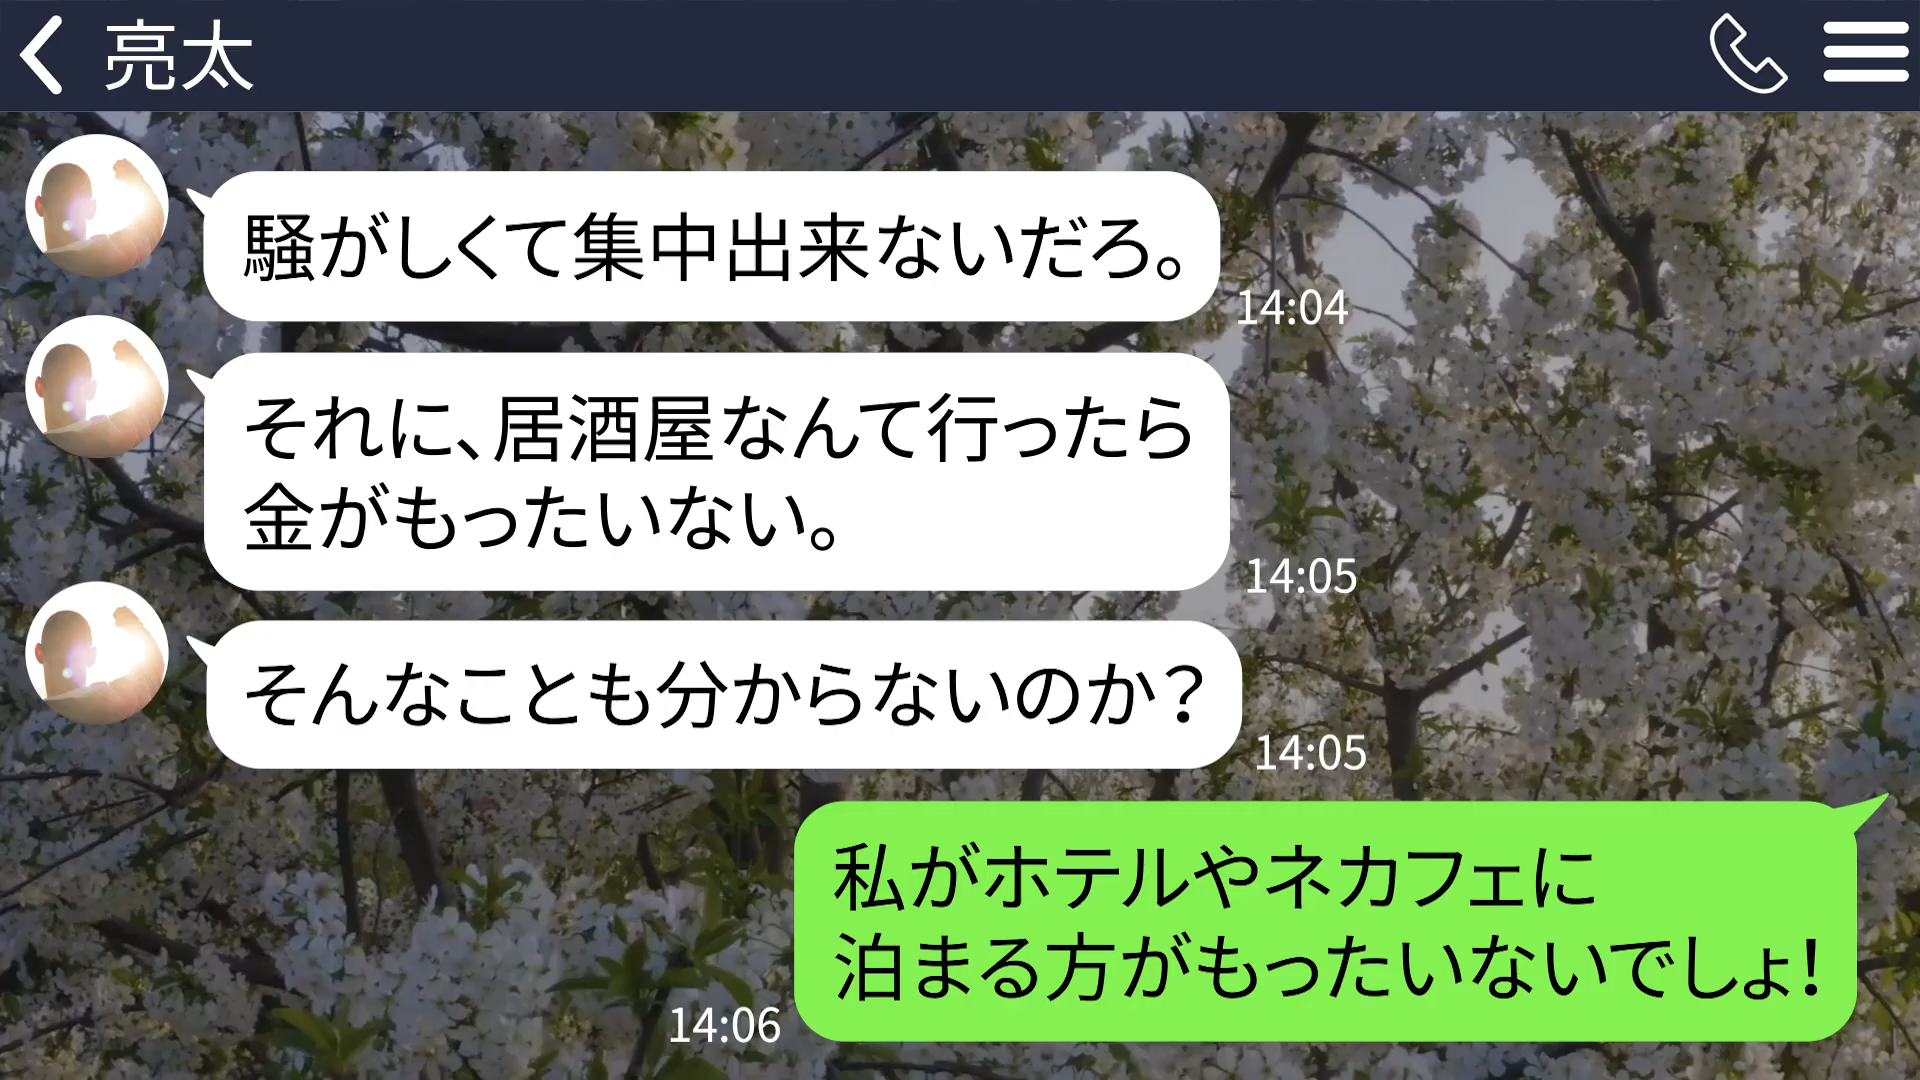 亮太
騒がしくて集中出来ないだろ。
14:04
それに、居酒屋なんて行ったら
金がもったいない。
14:05
そんなことも分からないのか?
14:05
私がホテルやネカフェに
泊まる方がもったいないでしょ!
14:06